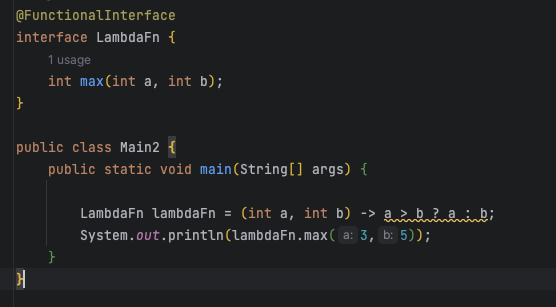 @FunctionalInterface
interface LambdaFn {
1 usage
int max(int a, int b);
}
public class Main2 {
public static void main(String[] args) {
LambdaFn lambdaFn = (int a, int b) -> a > b ? a : b;
System.out.println(lambdaFn.max( a: 3, b: 5));
}
}